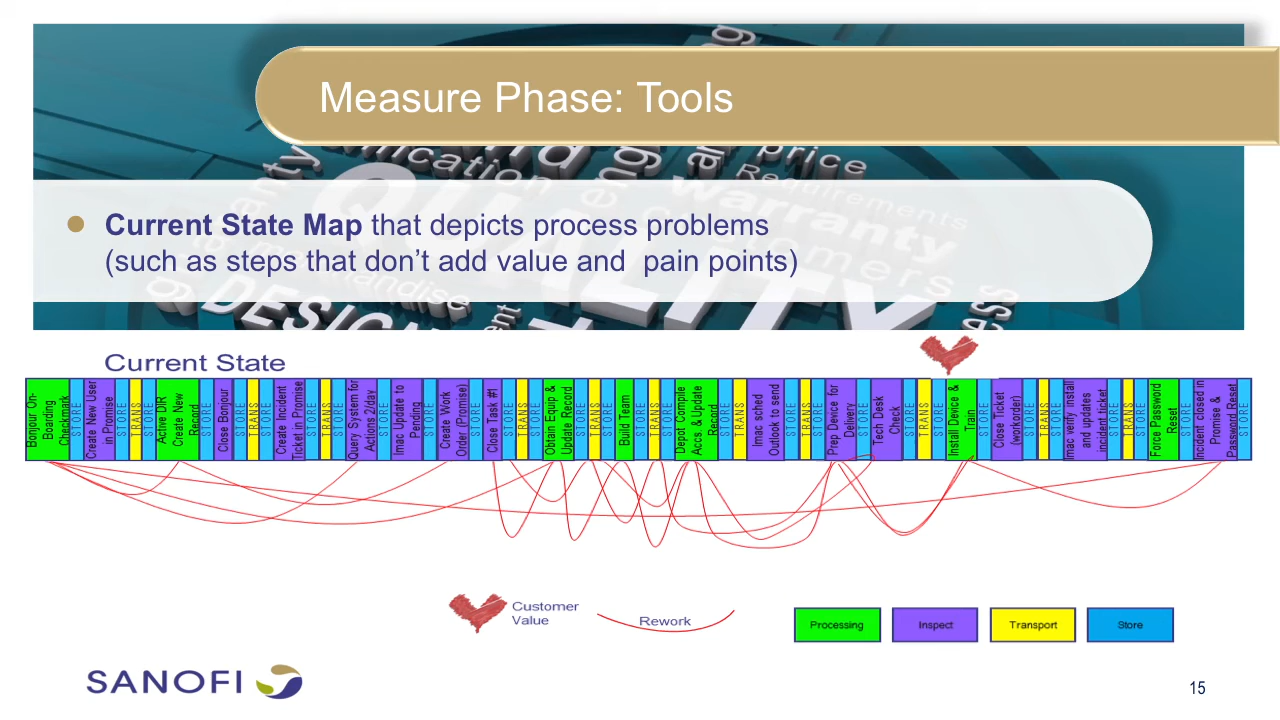 Measure Phase: Tools
Current State Map that depicts process problems
(such as steps that don’t add value and  pain points)
price
Requirements
warranty
QUALITY
DESIGN
Current State
Bonjour On-
Boarding
Checkmark
STORE
Create New User
in Promise
STORE
TRANS
STORE
Active DIR
Create New
Record
STORE
Close Bonjour
STORE
TRANS
STORE
Create Incident
Ticket in Promise
STORE
TRANS
STORE
Query System for
Actions 2/day
STORE
Imac Update to
Pending
STORE
Create Work
Order (Promise)
STORE
Close Task #1
STORE
TRANS
STORE
Obtain Equip &
Update Record
STORE
TRANS
STORE
Build Team
STORE
TRANS
STORE
Depot Compile
Accs & Update
Record
STORE
TRANS
Imac sched
Outlook to send
STORE
TRANS
STORE
Prep Device for
Delivery
STORE
Tech Desk
Check
STORE
TRANS
STORE
Install Device &
Train
STORE
Close Ticket
(workorder)
STORE
TRANS
STORE
Imac verify install
and updates
incident ticket
STORE
TRANS
STORE
Force Password
Reset
STORE
Incident closed in
Promise &
Password Reset
STORE
Customer
Value
Rework
Processing
Inspect
Transport
Store
SANOFI
15